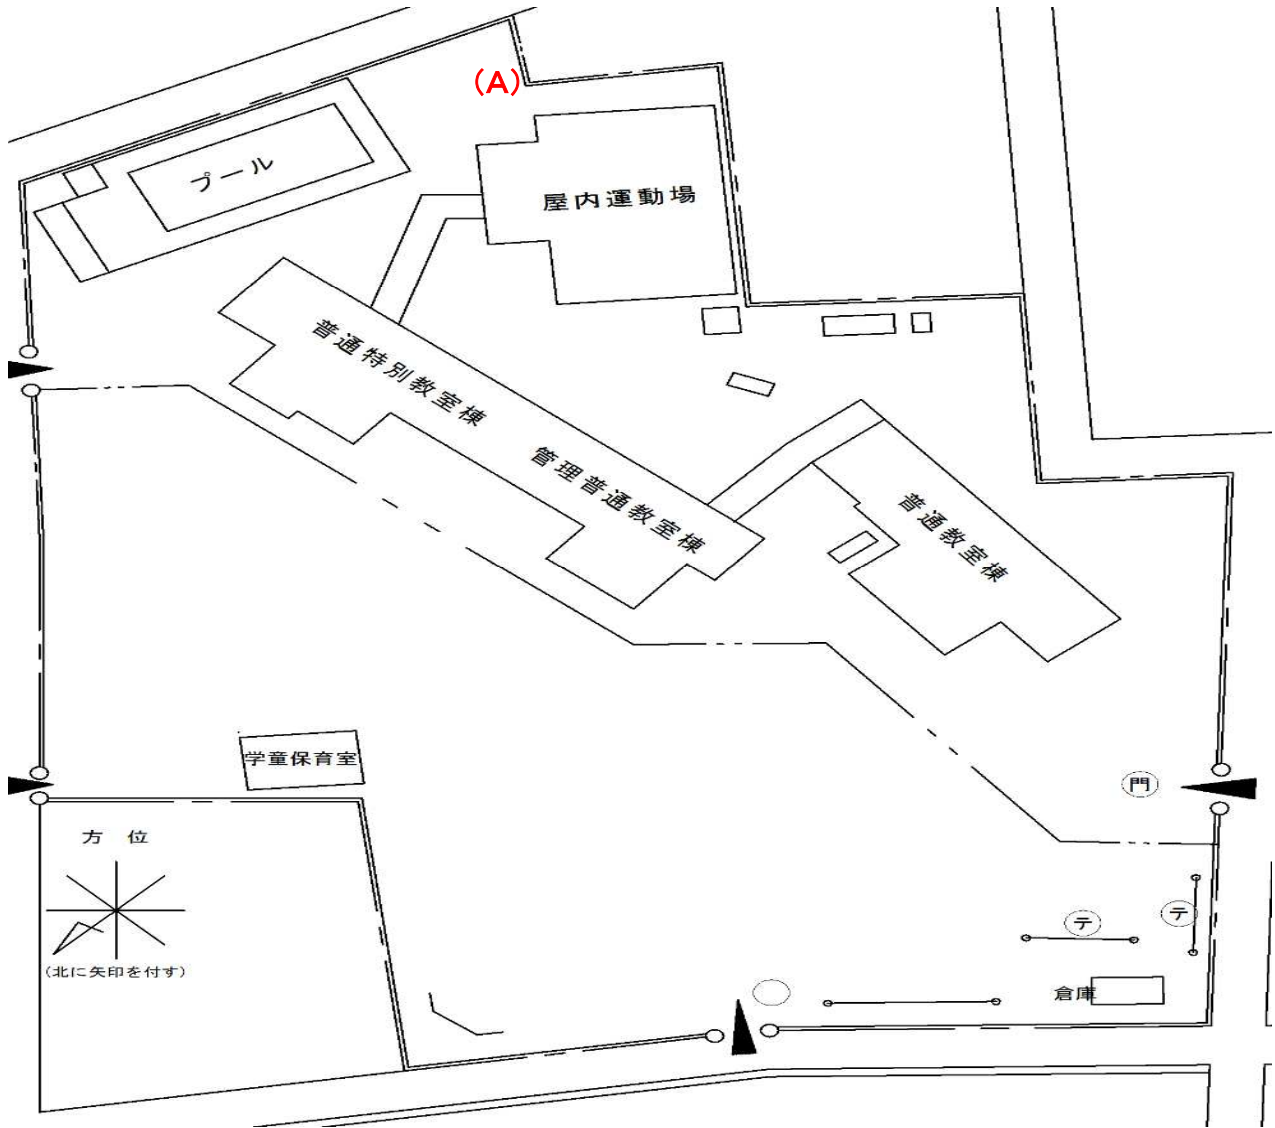 (A)
プール
屋内運動場
普通特別教室棟
管理普通教室棟
普通教室棟
学童保育室
門
方 位
テ
テ
(北に矢印を付す)
倉庫